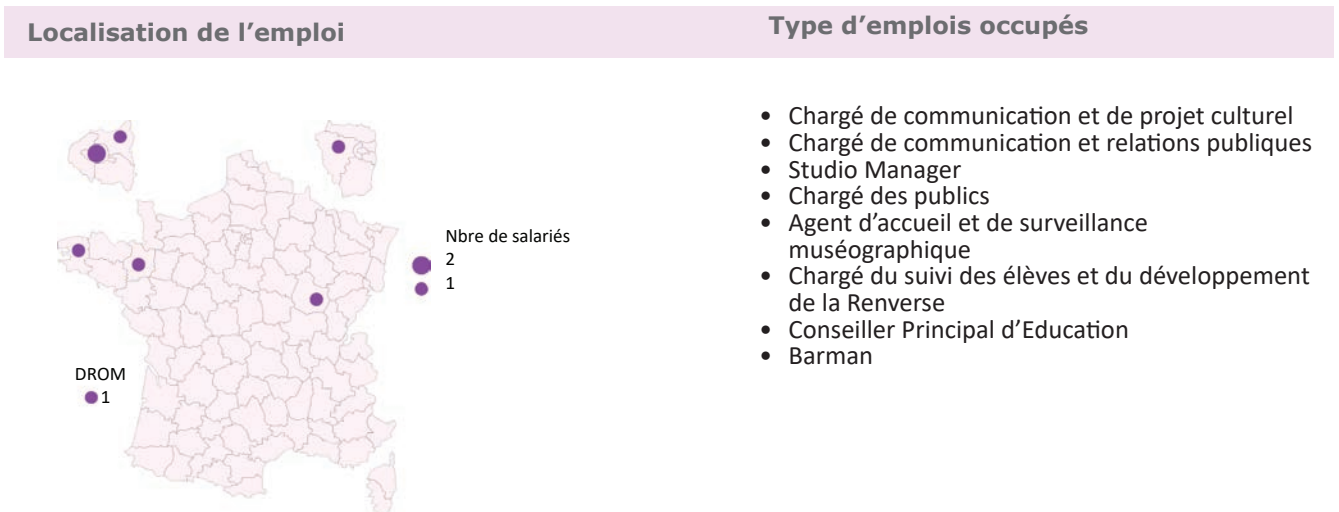 Localisation de l’emploi
Type d’emplois occupés
Nbre de salariés
2
1
DROM
1
• Chargé de communication et de projet culturel
• Chargé de communication et relations publiques
• Studio Manager
• Chargé des publics
• Agent d’accueil et de surveillance
muséographique
• Chargé du suivi des élèves et du développement
de la Renverse
• Conseiller Principal d’Education
• Barman